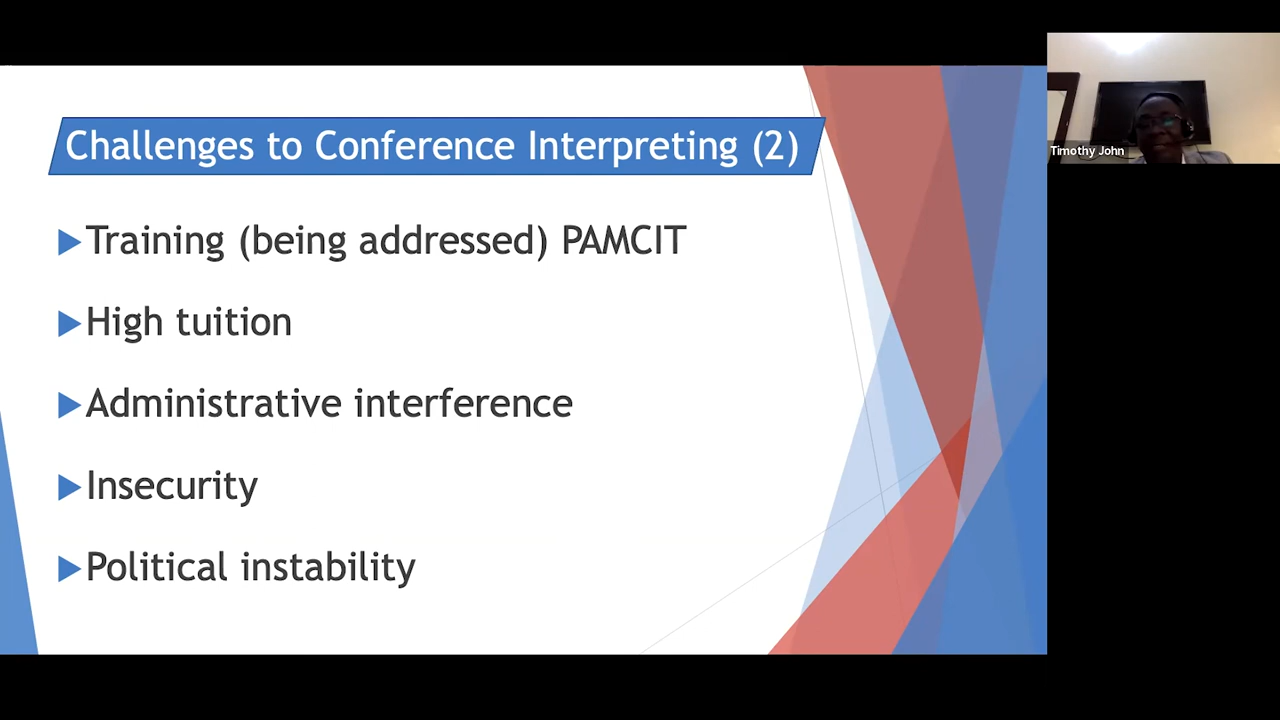 Challenges to Conference Interpreting (2)
Training (being addressed) PAMCIT
High tuition
Administrative interference
Insecurity
Political instability
Timothy John